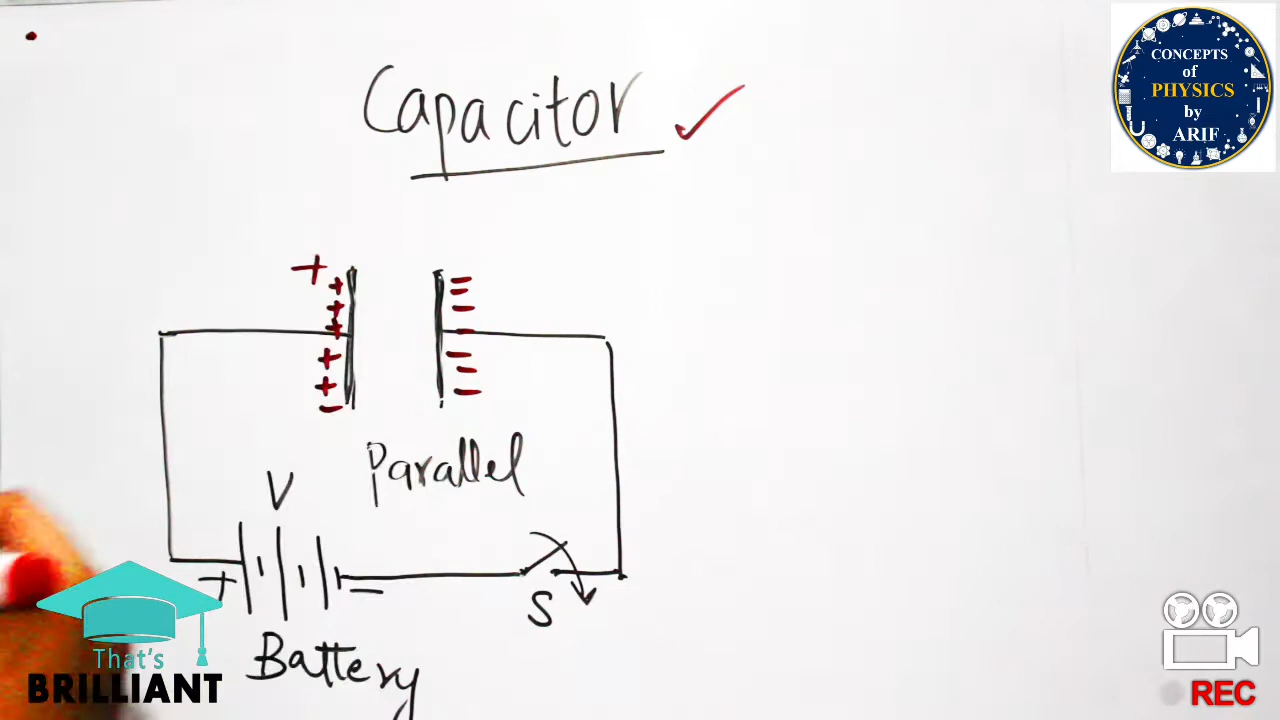 Capacitor
CONCEPTS
of
PHYSICS
by
ARIF
+
+
+
+
+
+
-
-
-
-
-
-
-
-
Parallel
V
+
-
S
Battery
That's
BRILLIANT
REC